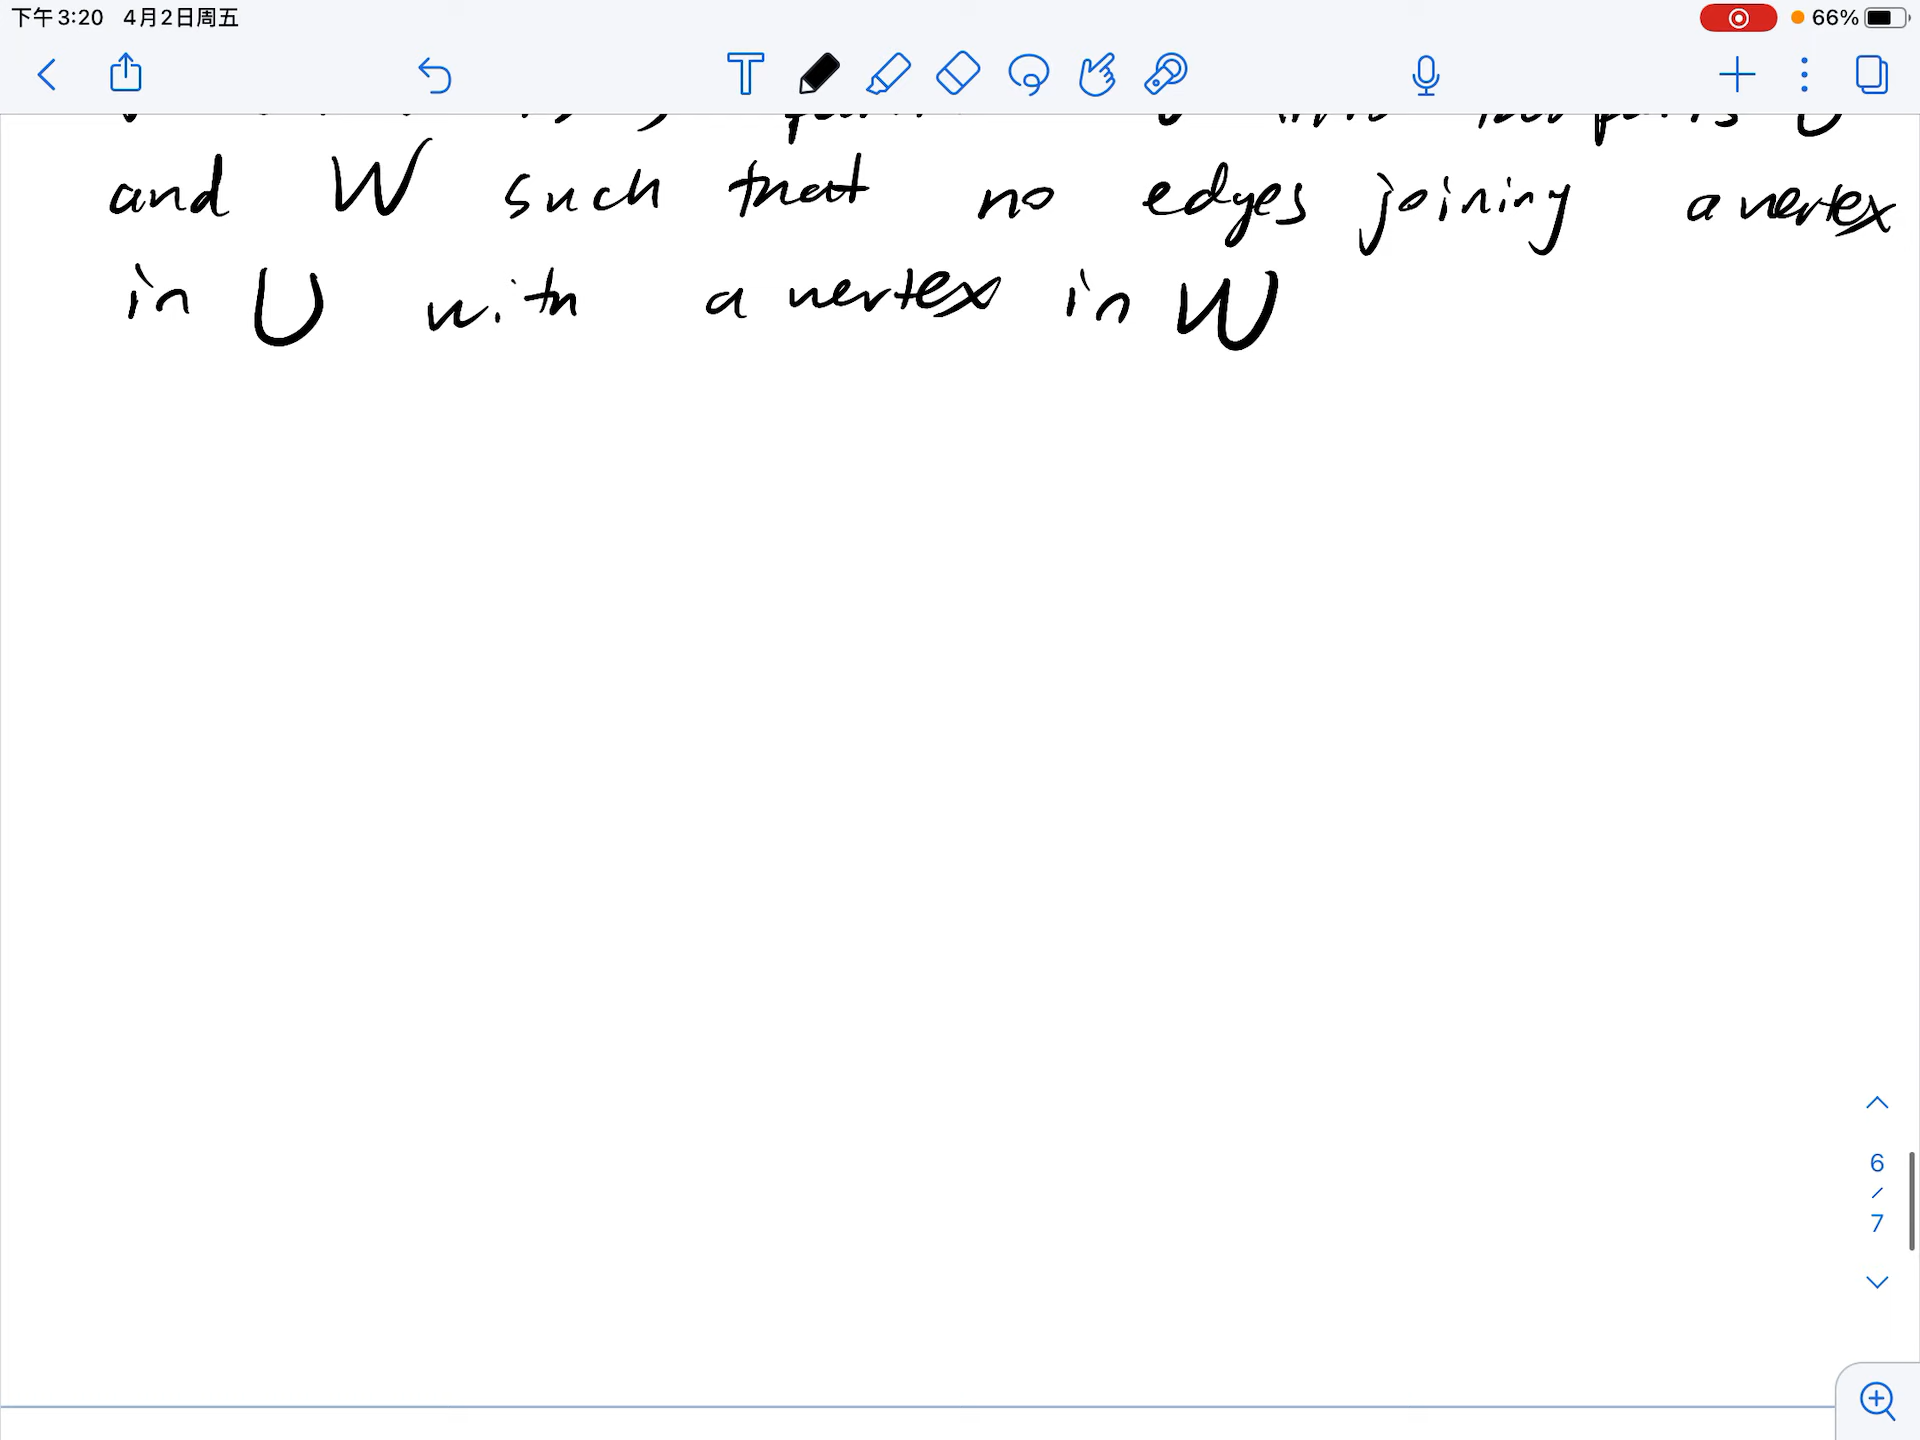 下午3:20 4月2日周五
66%
T
and W such that no edges joining a vertex
in U with a vertex in W
6
/
7